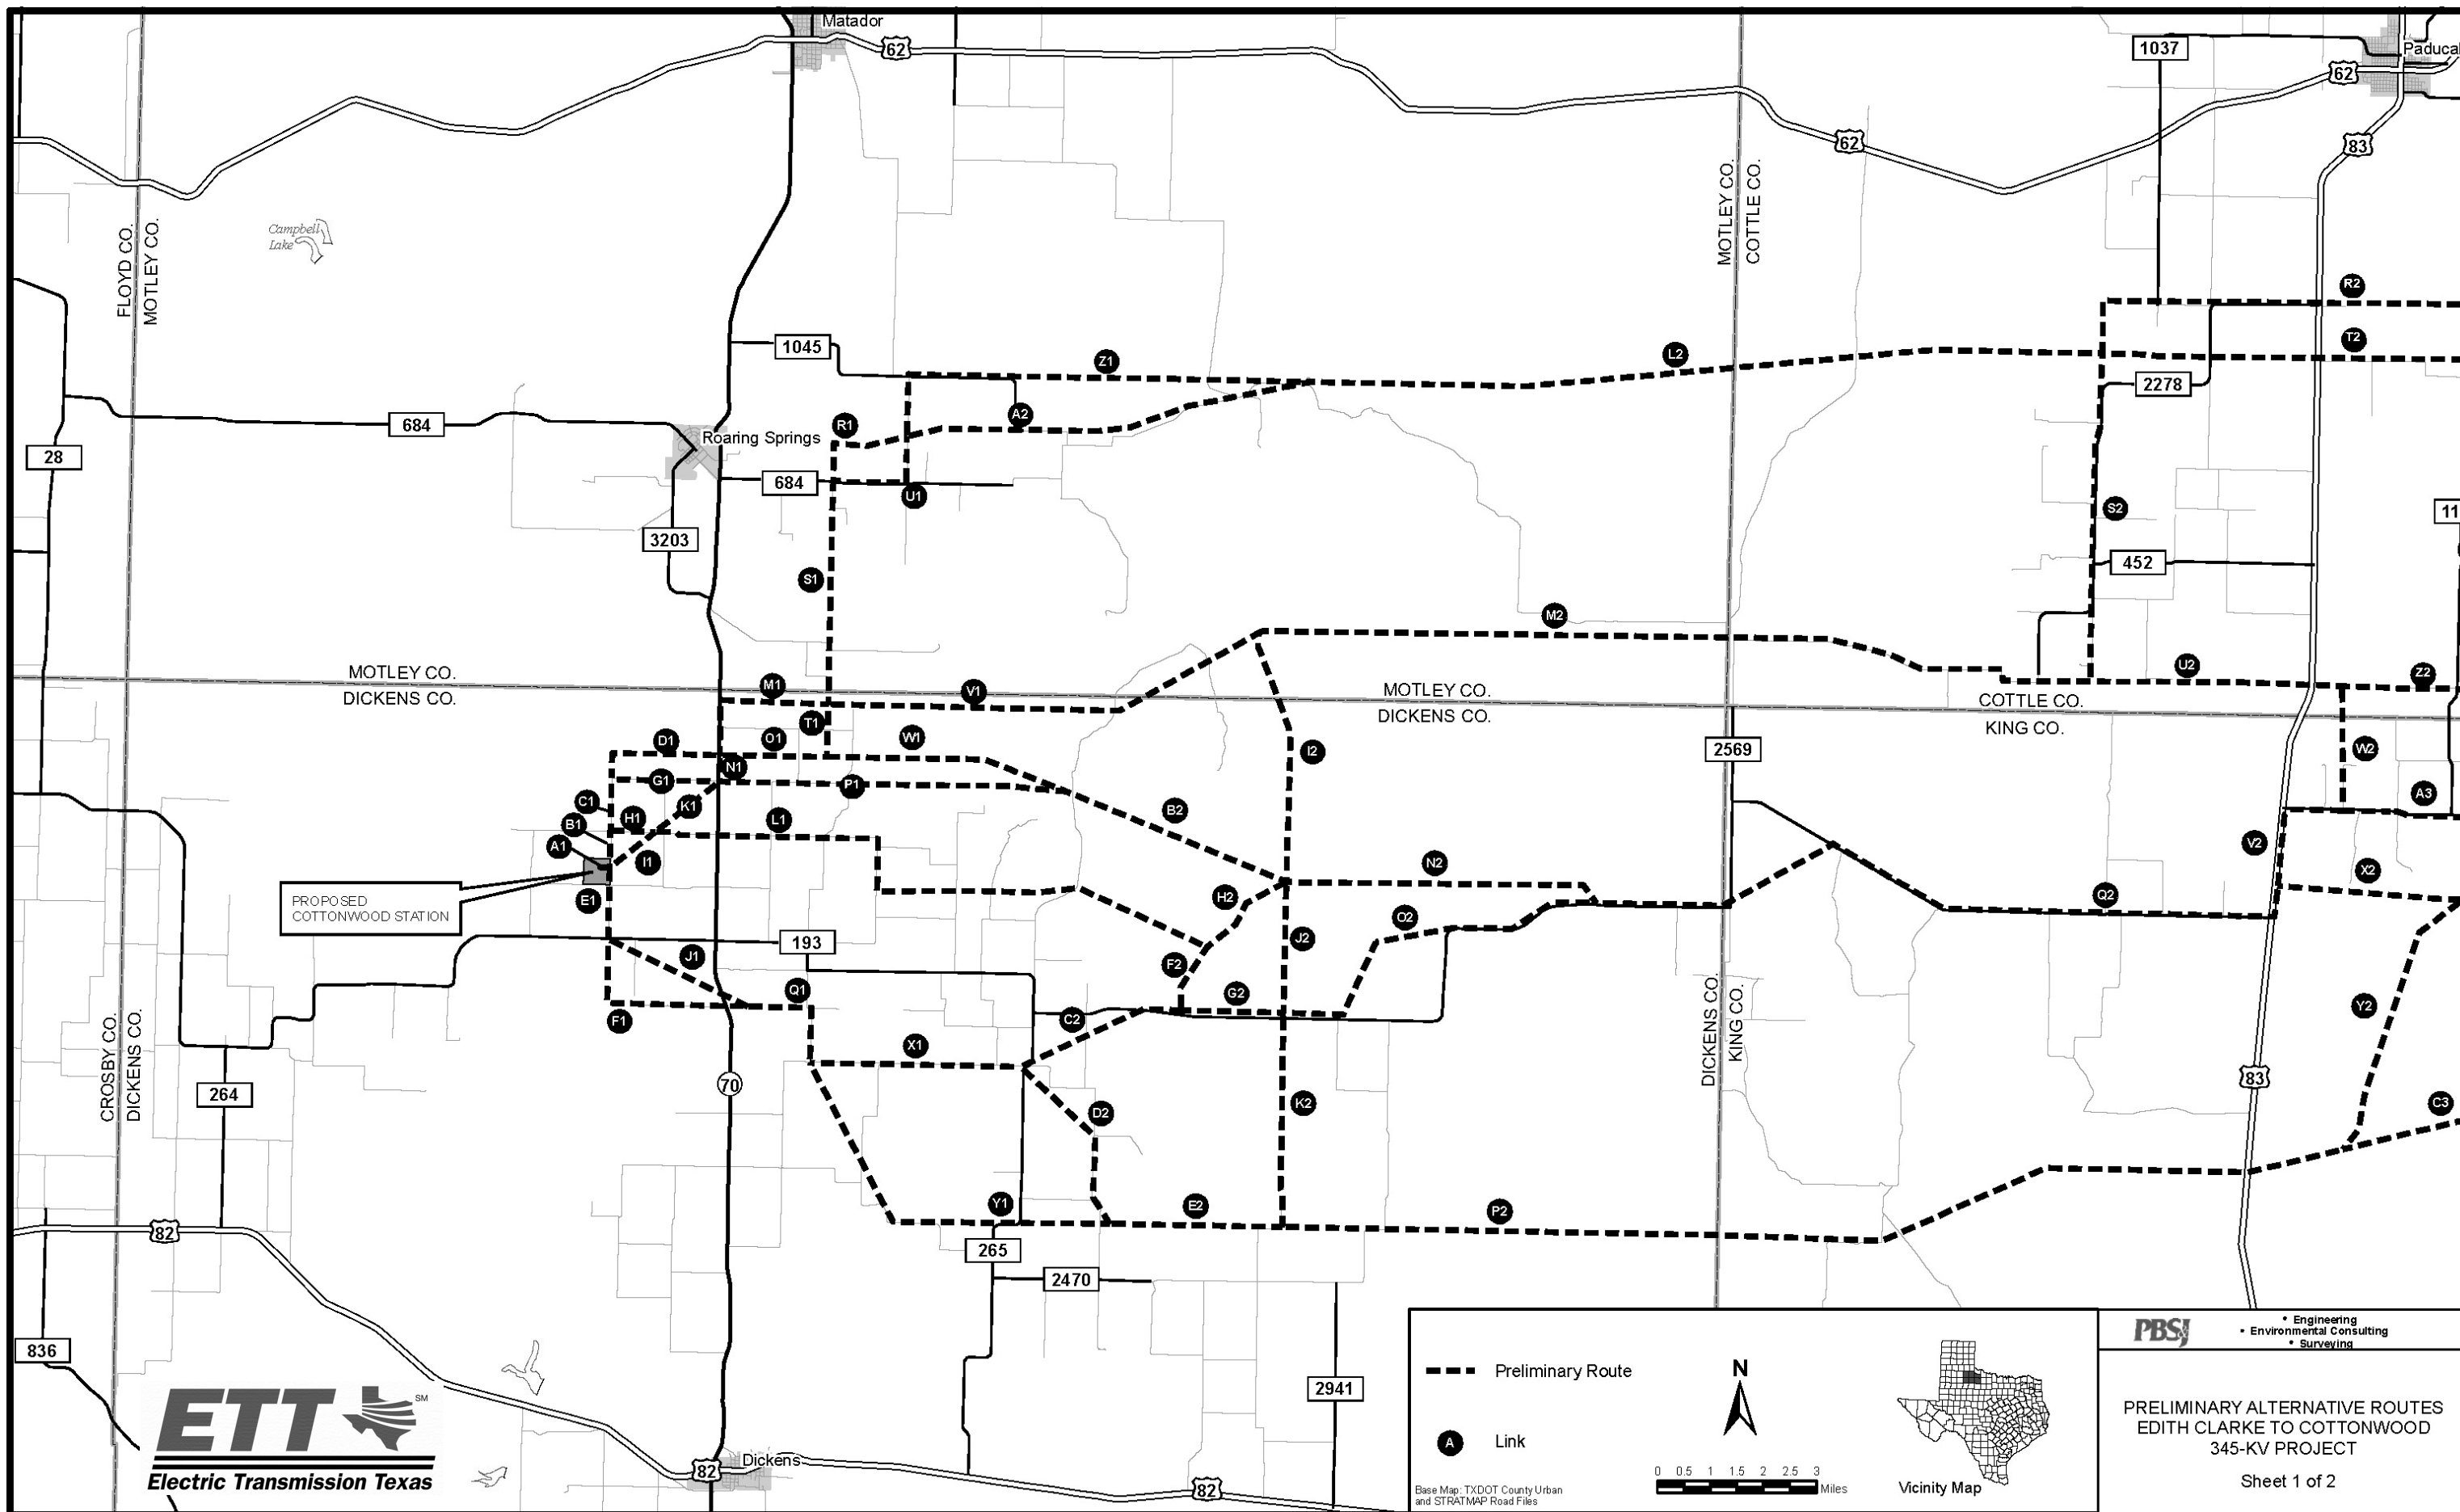 Matador
62
1037
Paducal
62
62
83
FLOYD CO.
MOTLEY CO.
Campbell
Lake
MOTLEY CO.
COTTLE CO.
R2
1045
Z1
L2
T2
2278
A2
R1
684
Roaring Springs
28
684
U1
11
S2
3203
452
S1
M2
MOTLEY CO.
DICKENS CO.
M1
V1
MOTLEY CO.
DICKENS CO.
U2
Z2
COTTLE CO.
KING CO.
T1
D1
O1
W1
I2
2569
W2
N1
G1
P1
C1
K1
B2
A3
H1
L1
B1
A1
I1
N2
V2
X2
PROPOSED
COTTONWOOD STATION
E1
H2
O2
Q2
193
J1
F2
J2
Q1
G2
Y2
F1
C2
X1
CROSBY CO.
DICKENS CO.
DICKENS CO.
KING CO.
264
70
D2
K2
83
C3
Y1
E2
P2
82
265
2470
836
2941
ETT
SM
Electric Transmission Texas
82
Dickens
82
Preliminary Route
A
Link
N
0 0.5 1 1.5 2 2.5 3
Miles
Base Map: TXDOT County Urban
and STRATMAP Road Files
Vicinity Map
PBSJ
• Engineering
• Environmental Consulting
• Surveying
PRELIMINARY ALTERNATIVE ROUTES
EDITH CLARKE TO COTTONWOOD
345-KV PROJECT
Sheet 1 of 2